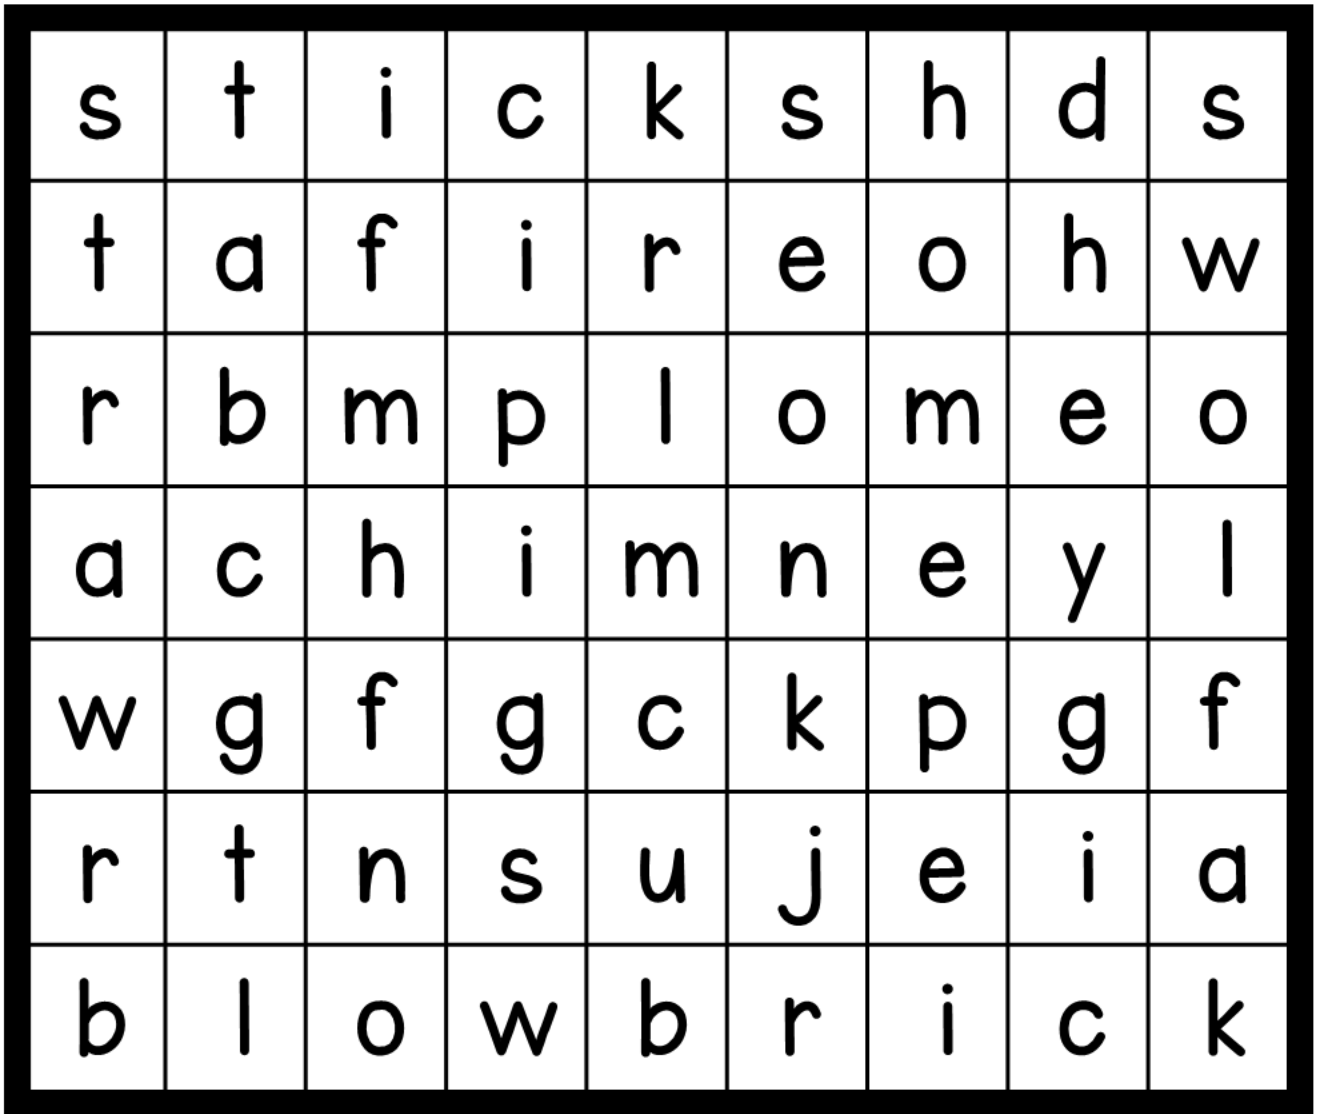 s t i c k s h d s
t a f i r e o h w
r b m p l o m e o
a c h i m n e y l
w g f g c k p g f
r t n s u j e i a
b l o w b r i c k